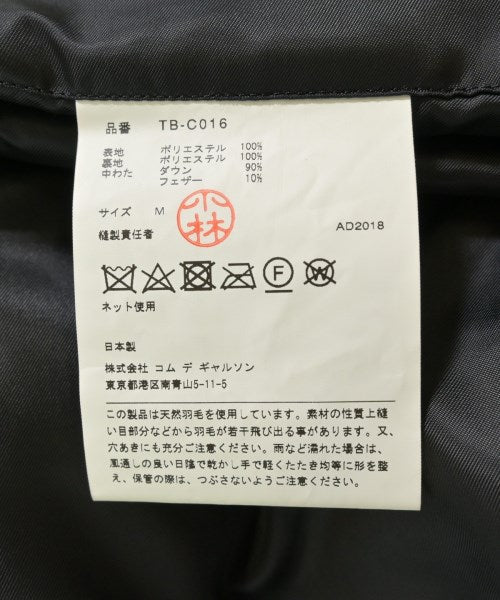 品番 TB-C016
表地 ポリエステル 100%
裏地 ポリエステル 100%
中わた ダウン 90%
フェザー 10%
サイズ M
小林
縫製責任者
AD2018
F W
ネット使用
日本製
株式会社 コム デ ギャルソン
東京都港区南青山5-11-5
この製品は天然羽毛を使用しています。素材の性質上縫
い目部分などから羽毛が若干飛び出る事があります。又、
穴あきにも充分ご注意ください。雨など濡れた場合は、
風通しの良い日陰で乾かし手で軽くたたき均等に形を整
え、保管の際は、つぶさないようご注意ください。